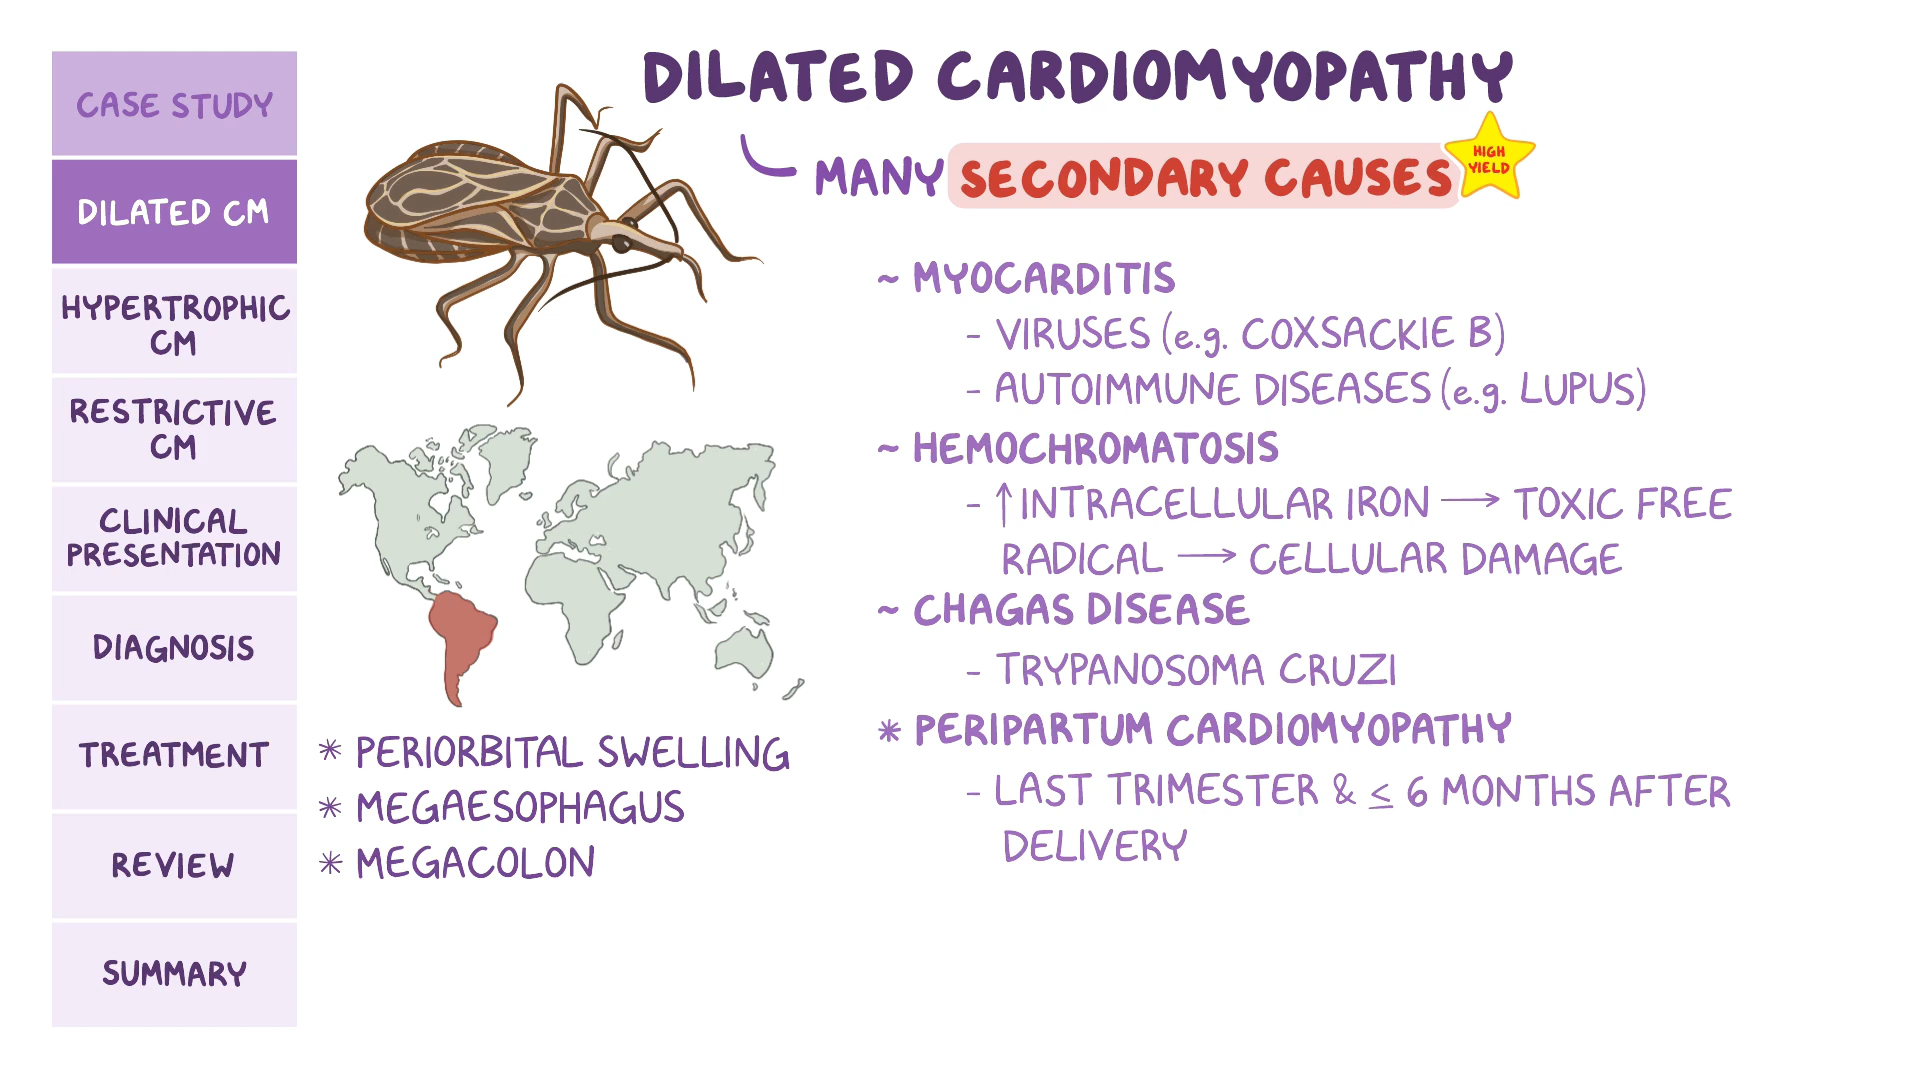 CASE STUDY
DILATED CM
HYPERTROPHIC
CM
RESTRICTIVE
CM
CLINICAL
PRESENTATION
DIAGNOSIS
TREATMENT
REVIEW
SUMMARY
DILATED CARDIOMYOPATHY
MANY SECONDARY CAUSES
HIGH
YIELD
~ MYOCARDITIS
- VIRUSES (e.g. COXSACKIE B)
- AUTOIMMUNE DISEASES (e.g. LUPUS)
~ HEMOCHROMATOSIS
- ↑ INTRACELLULAR IRON → TOXIC FREE
RADICAL → CELLULAR DAMAGE
~ CHAGAS DISEASE
- TRYPANOSOMA CRUZI
* PERIPARTUM CARDIOMYOPATHY
- LAST TRIMESTER & ≤ 6 MONTHS AFTER
DELIVERY
* PERIORBITAL SWELLING
* MEGAESOPHAGUS
* MEGACOLON